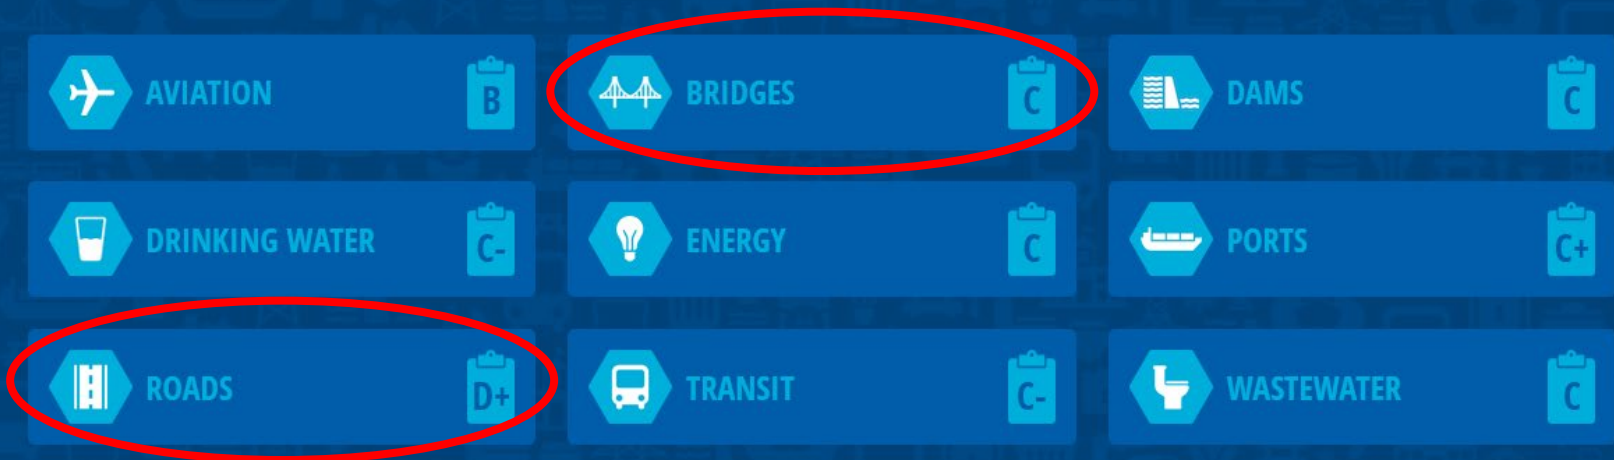 AVIATION B
BRIDGES C
DAMS C
DRINKING WATER C-
ENERGY C
PORTS C+
ROADS D+
TRANSIT C-
WASTEWATER C